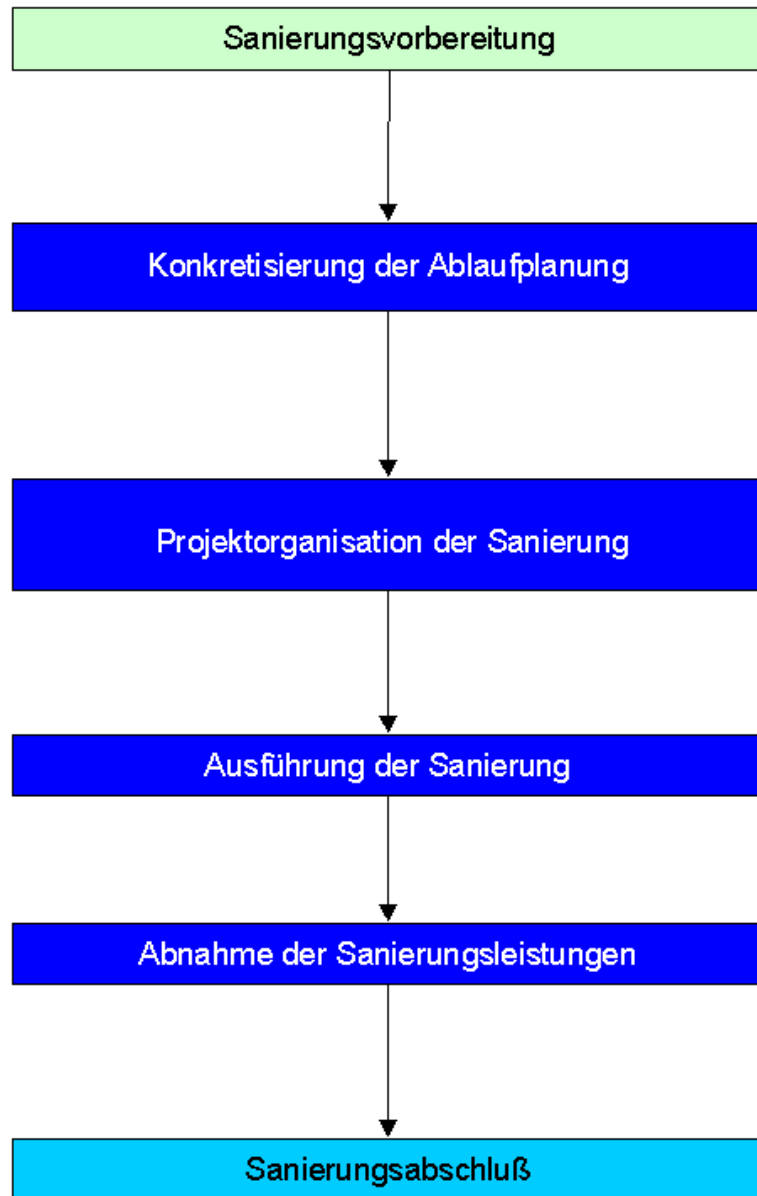 Sanierungsvorbereitung
Konkretisierung der Ablaufplanung
Projektorganisation der Sanierung
Ausführung der Sanierung
Abnahme der Sanierungsleistungen
Sanierungsabschluß